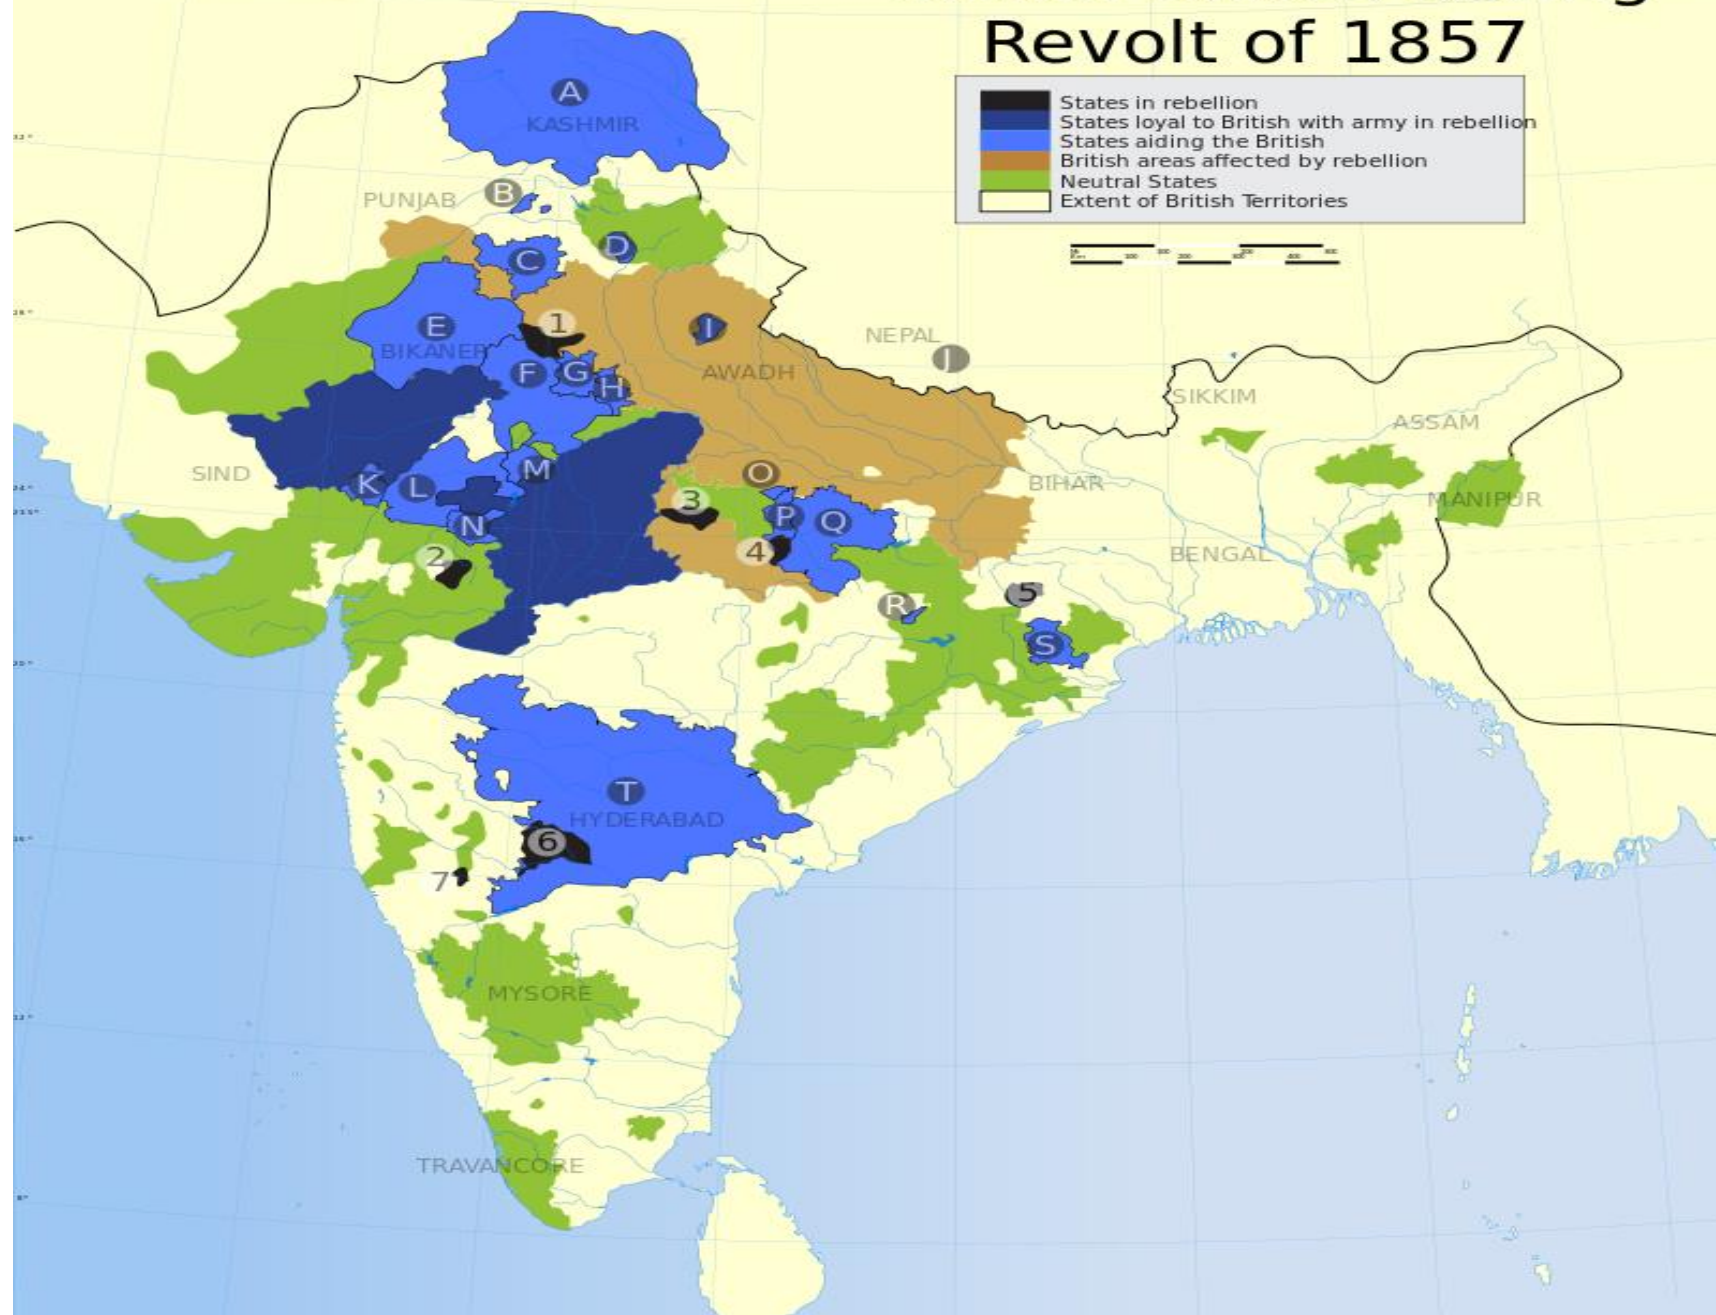 Revolt of 1857
States in rebellion
States loyal to British with army in rebellion
States aiding the British
British areas affected by rebellion
Neutral States
Extent of British Territories
A
KASHMIR
B
PUNJAB
C
D
1
E
I
BIKANER
NEPAL
J
F
G
H
AWADH
SIKKIM
ASSAM
SIND
K
L
M
O
BIHAR
MANIPUR
3
P
Q
N
2
4
BENGAL
R
5
S
T
HYDERABAD
6
7
MYSORE
TRAVANCORE